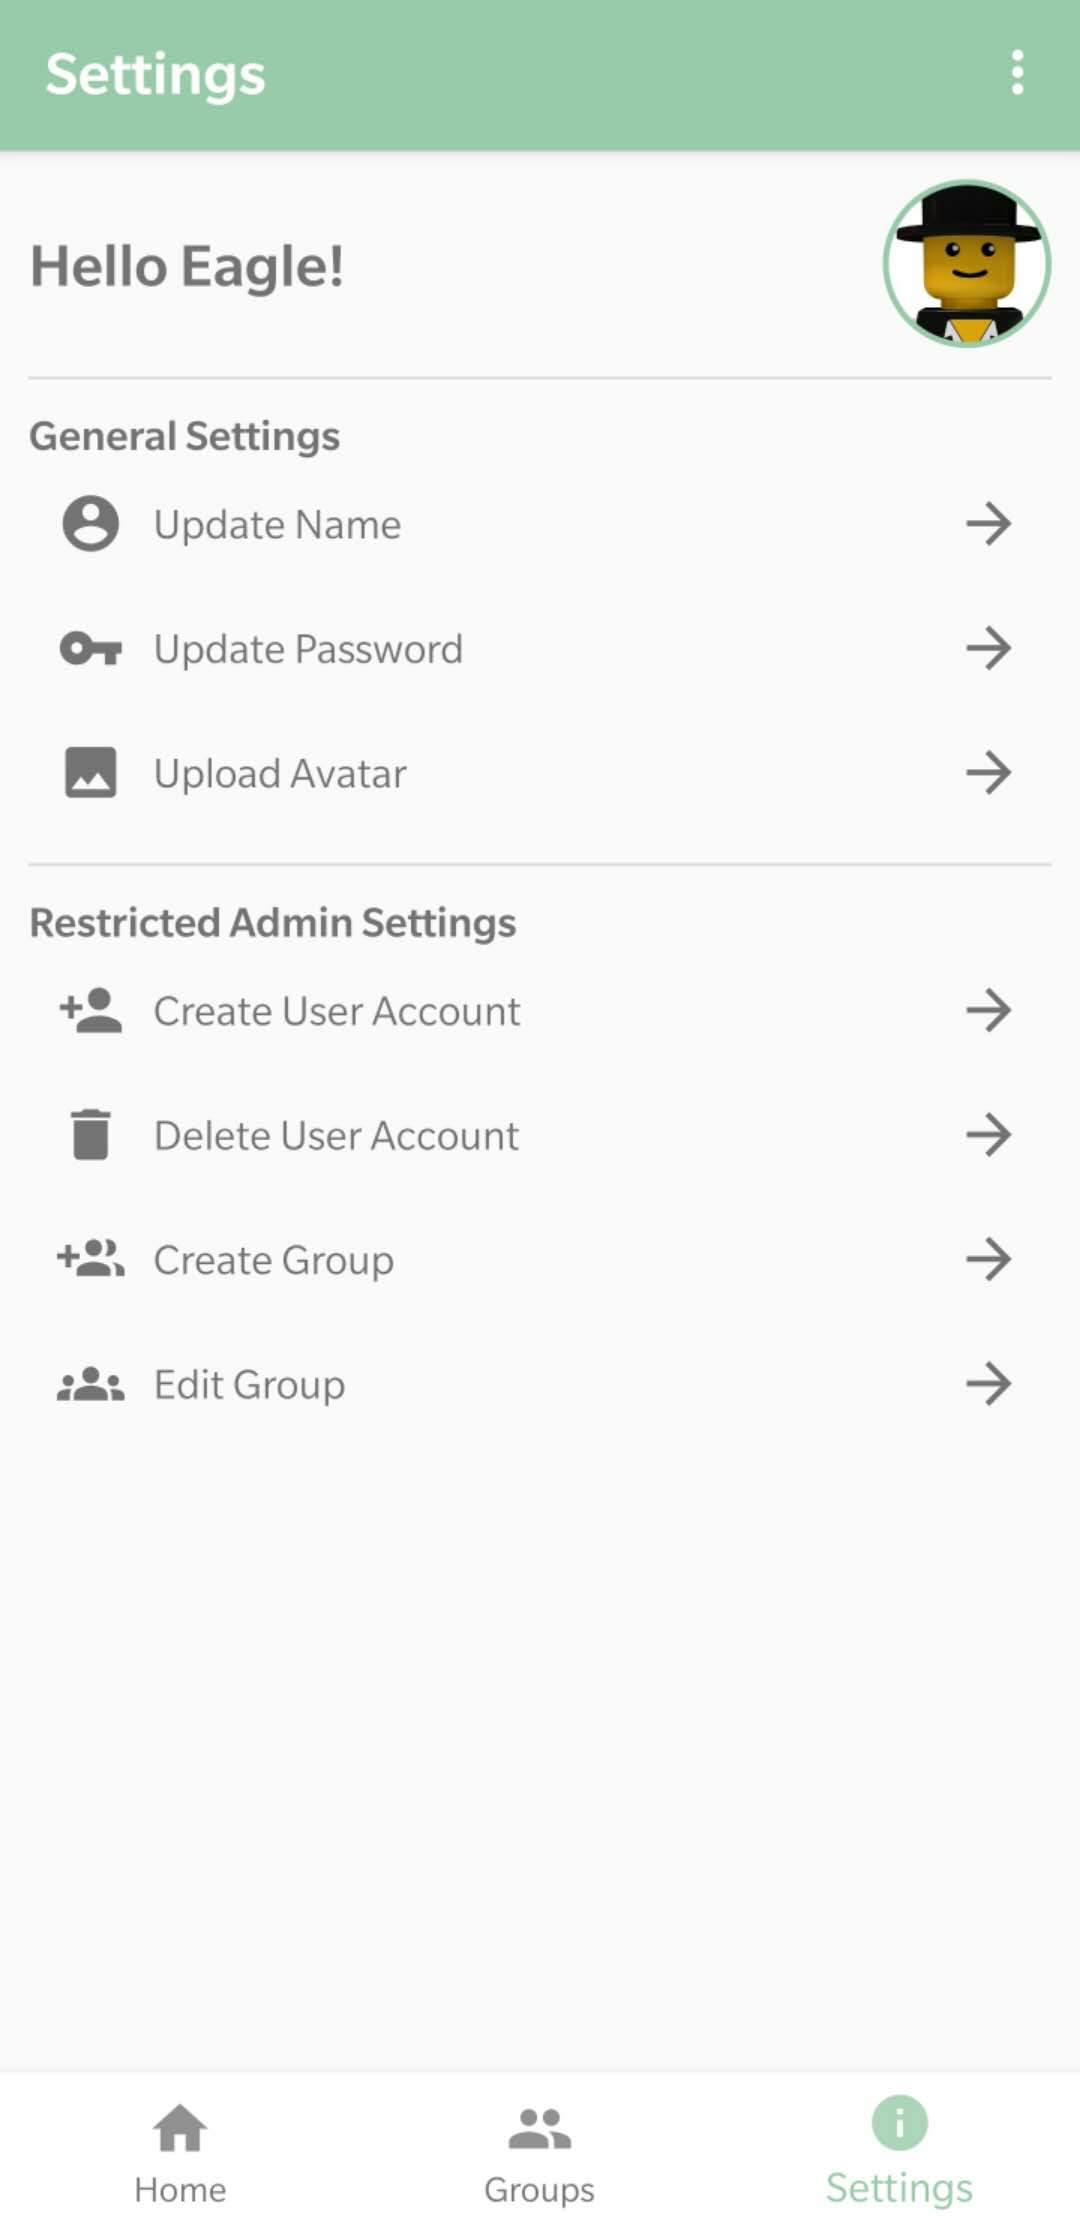 Settings
Hello Eagle!
General Settings
Update Name
Update Password
Upload Avatar
Restricted Admin Settings
Create User Account
Delete User Account
Create Group
Edit Group
Home
Groups
Settings